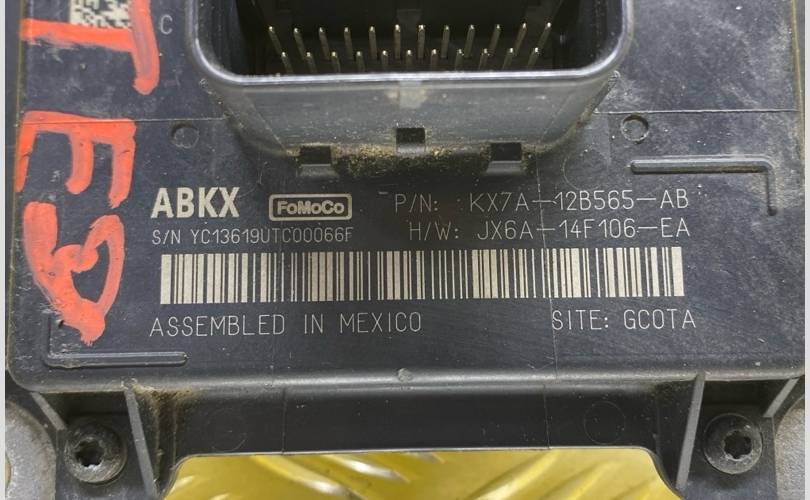 C
ABKX FoMoCo P/N: KX7A-12B565-AB
S/N YC13619UTC00066F H/W: JX6A-14F106-EA
ASSEMBLED IN MEXICO SITE: GCOTA